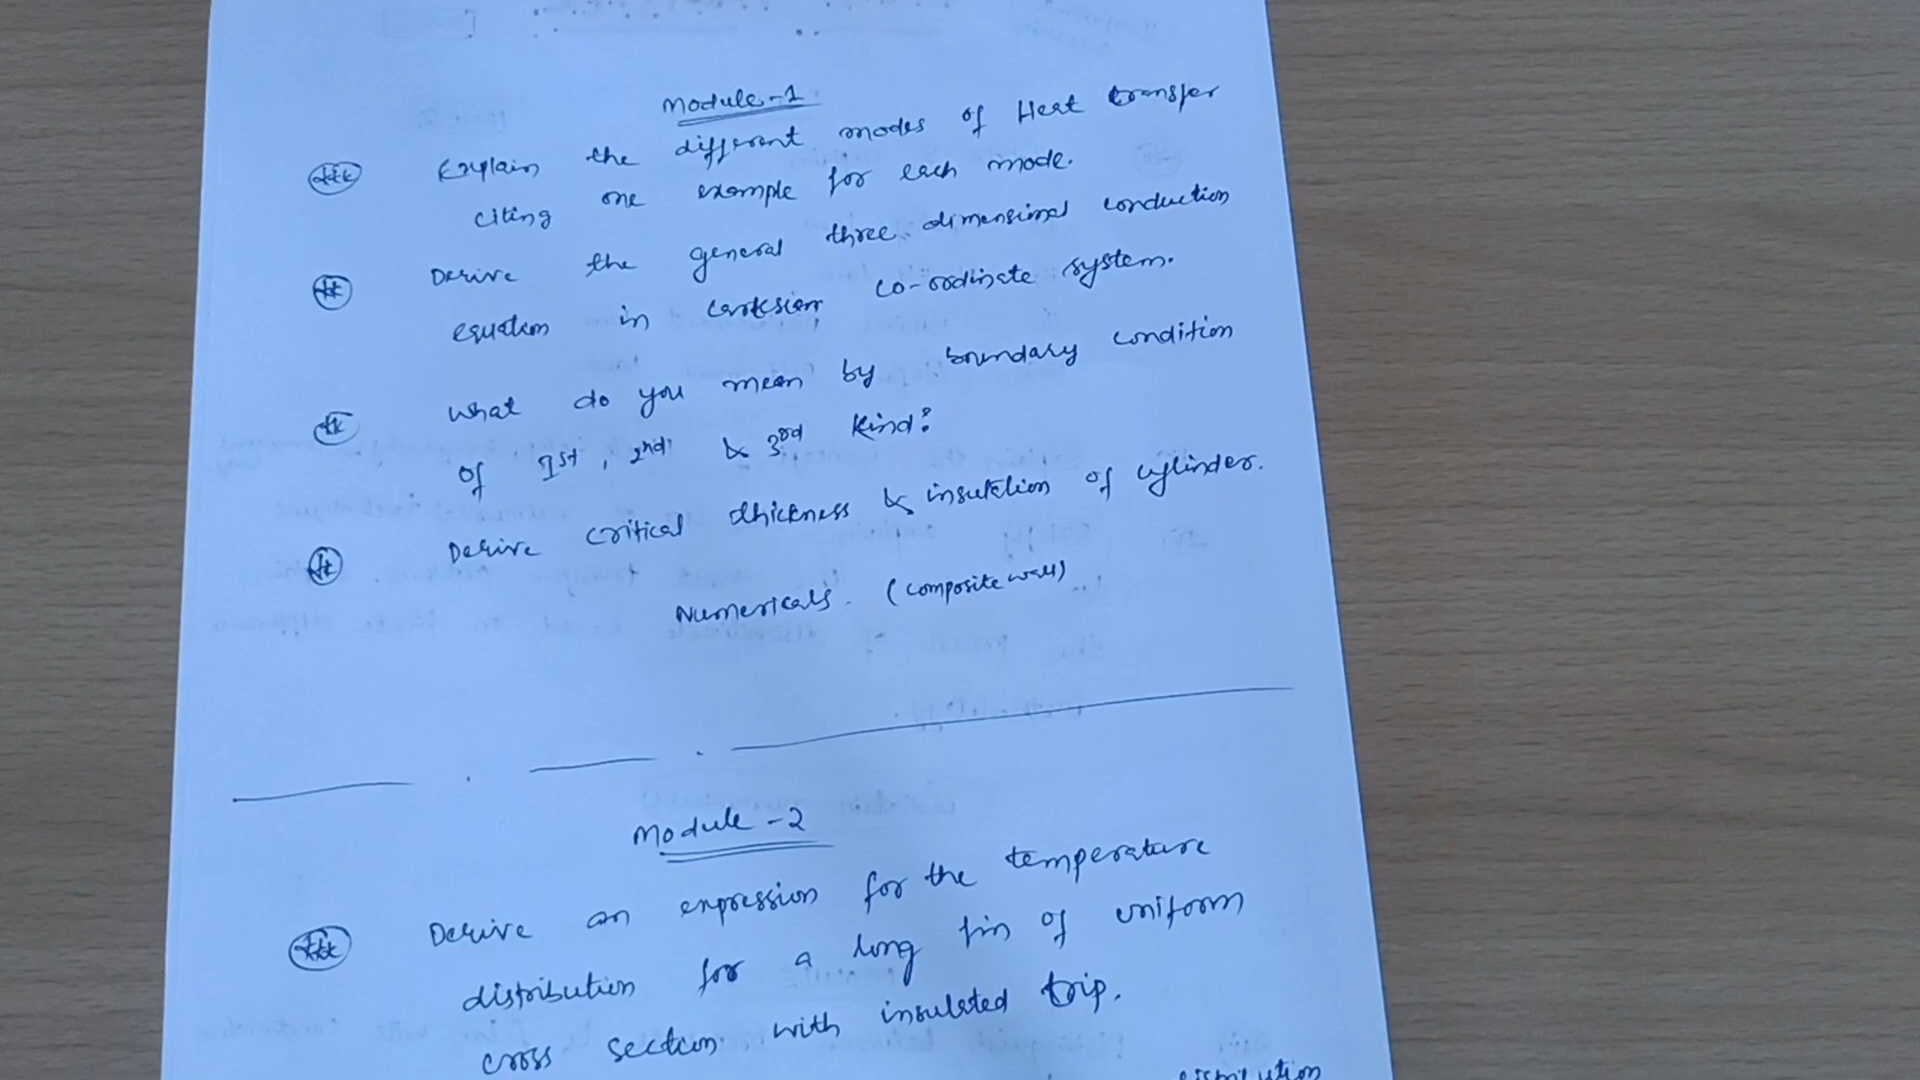 Module-1
*** Explain the different modes of Heat transfer
citing one example for each mode.
** Derive the general three dimensional conduction
equation in cartesian co-ordinate system.
** What do you mean by boundary condition
of 1st, 2nd & 3rd kind?
** Derive critical thickness & insulation of cylinder.
Numericals. (composite wall)
Module-2
*** Derive an expression for the temperature
distribution for a long fin of uniform
cross section with insulated trip.
distribution